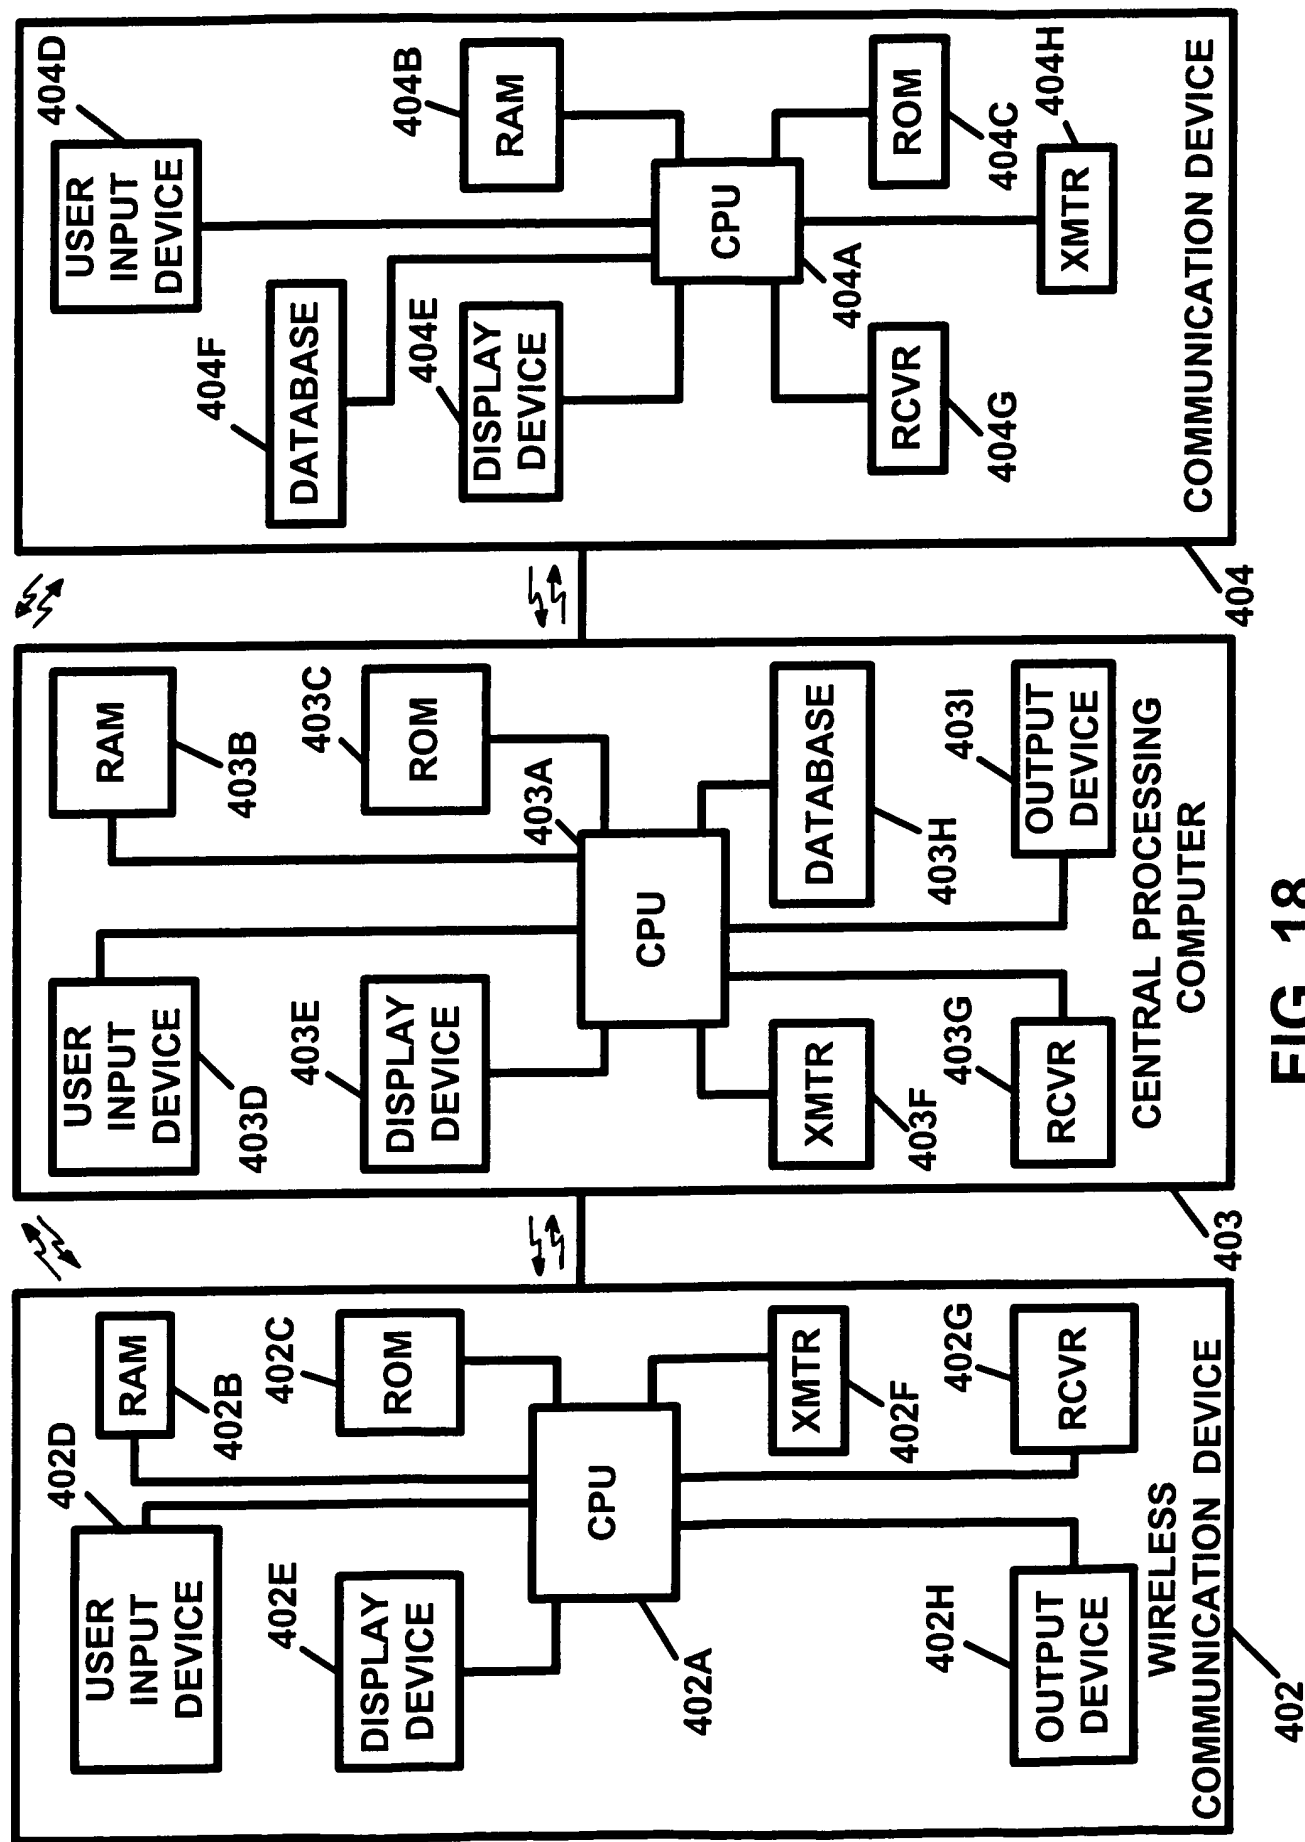 402D
USER
INPUT
DEVICE
RAM
402B
402E
DISPLAY
DEVICE
402C
ROM
CPU
402A
XMTR
402F
402H
OUTPUT
DEVICE
402G
RCVR
WIRELESS
COMMUNICATION DEVICE
402
USER
INPUT
DEVICE
403D
RAM
403B
403E
DISPLAY
DEVICE
403C
ROM
403A
CPU
XMTR
403F
DATABASE
403H
403G
RCVR
403I
OUTPUT
DEVICE
CENTRAL PROCESSING
COMPUTER
403
404D
USER
INPUT
DEVICE
404F
DATABASE
404E
DISPLAY
DEVICE
404B
RAM
CPU
404A
RCVR
404G
ROM
404C
404H
XMTR
COMMUNICATION DEVICE
404
FIG. 18